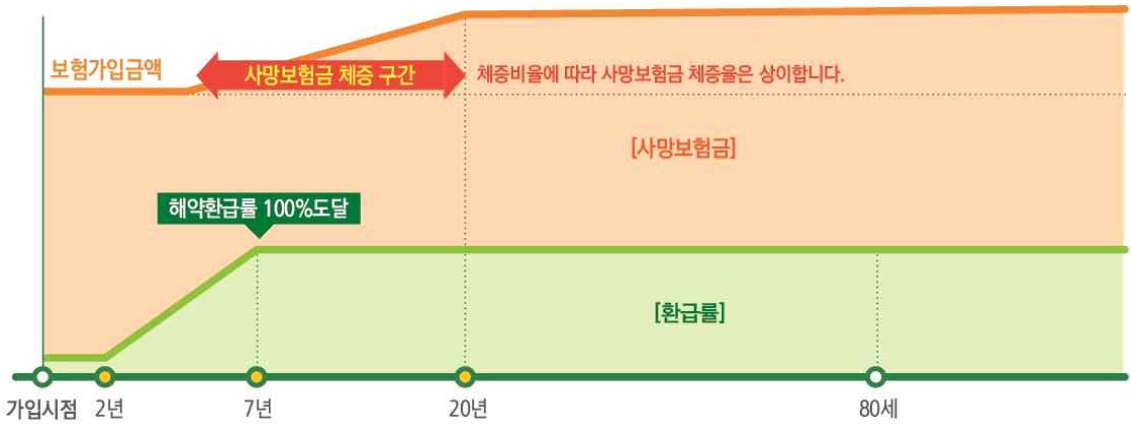 보험가입금액
사망보험금 체증 구간
체증비율에 따라 사망보험금 체증율은 상이합니다.
[사망보험금]
해약환급률 100%도달
[환급률]
가입시점 2년 7년 20년 80세